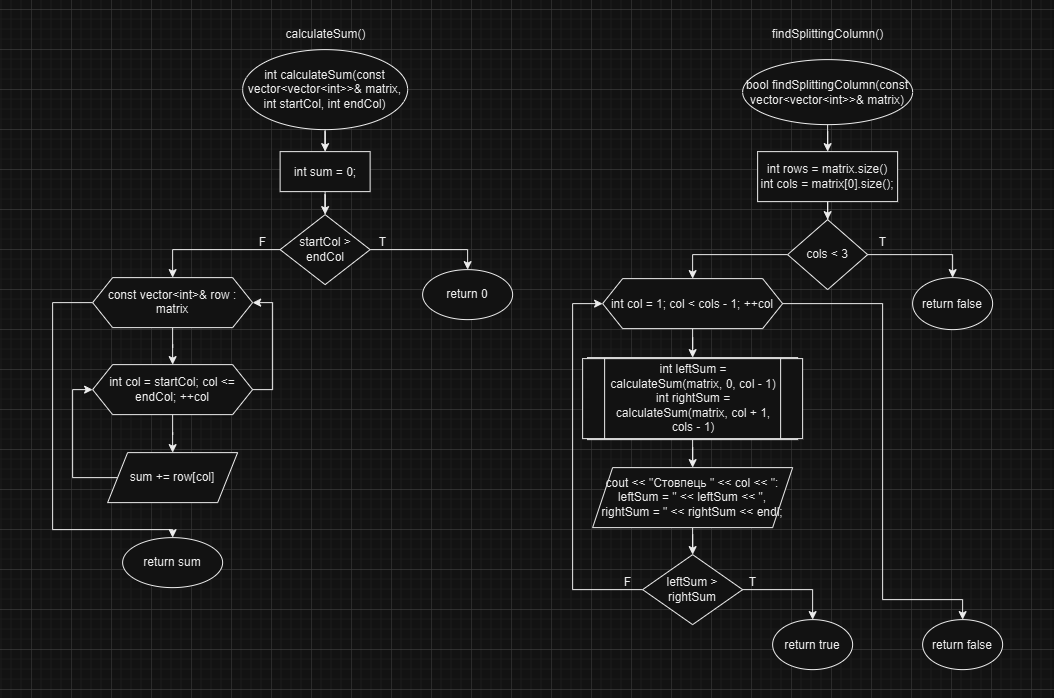 calculateSum()
int calculateSum(const
vector<vector<int>>& matrix,
int startCol, int endCol)
int sum = 0;
startCol >
endCol
F
T
return 0
const vector<int>& row :
matrix
int col = startCol; col <=
endCol; ++col
sum += row[col]
return sum
findSplittingColumn()
bool findSplittingColumn(const
vector<vector<int>>& matrix)
int rows = matrix.size()
int cols = matrix[0].size();
cols < 3
T
return false
int col = 1; col < cols - 1; ++col
int leftSum =
calculateSum(matrix, 0, col - 1)
int rightSum =
calculateSum(matrix, col + 1,
cols - 1)
cout << "Стовпець " << col << ":
leftSum = " << leftSum << ",
rightSum = " << rightSum << endl;
leftSum >
rightSum
F
T
return true
return false